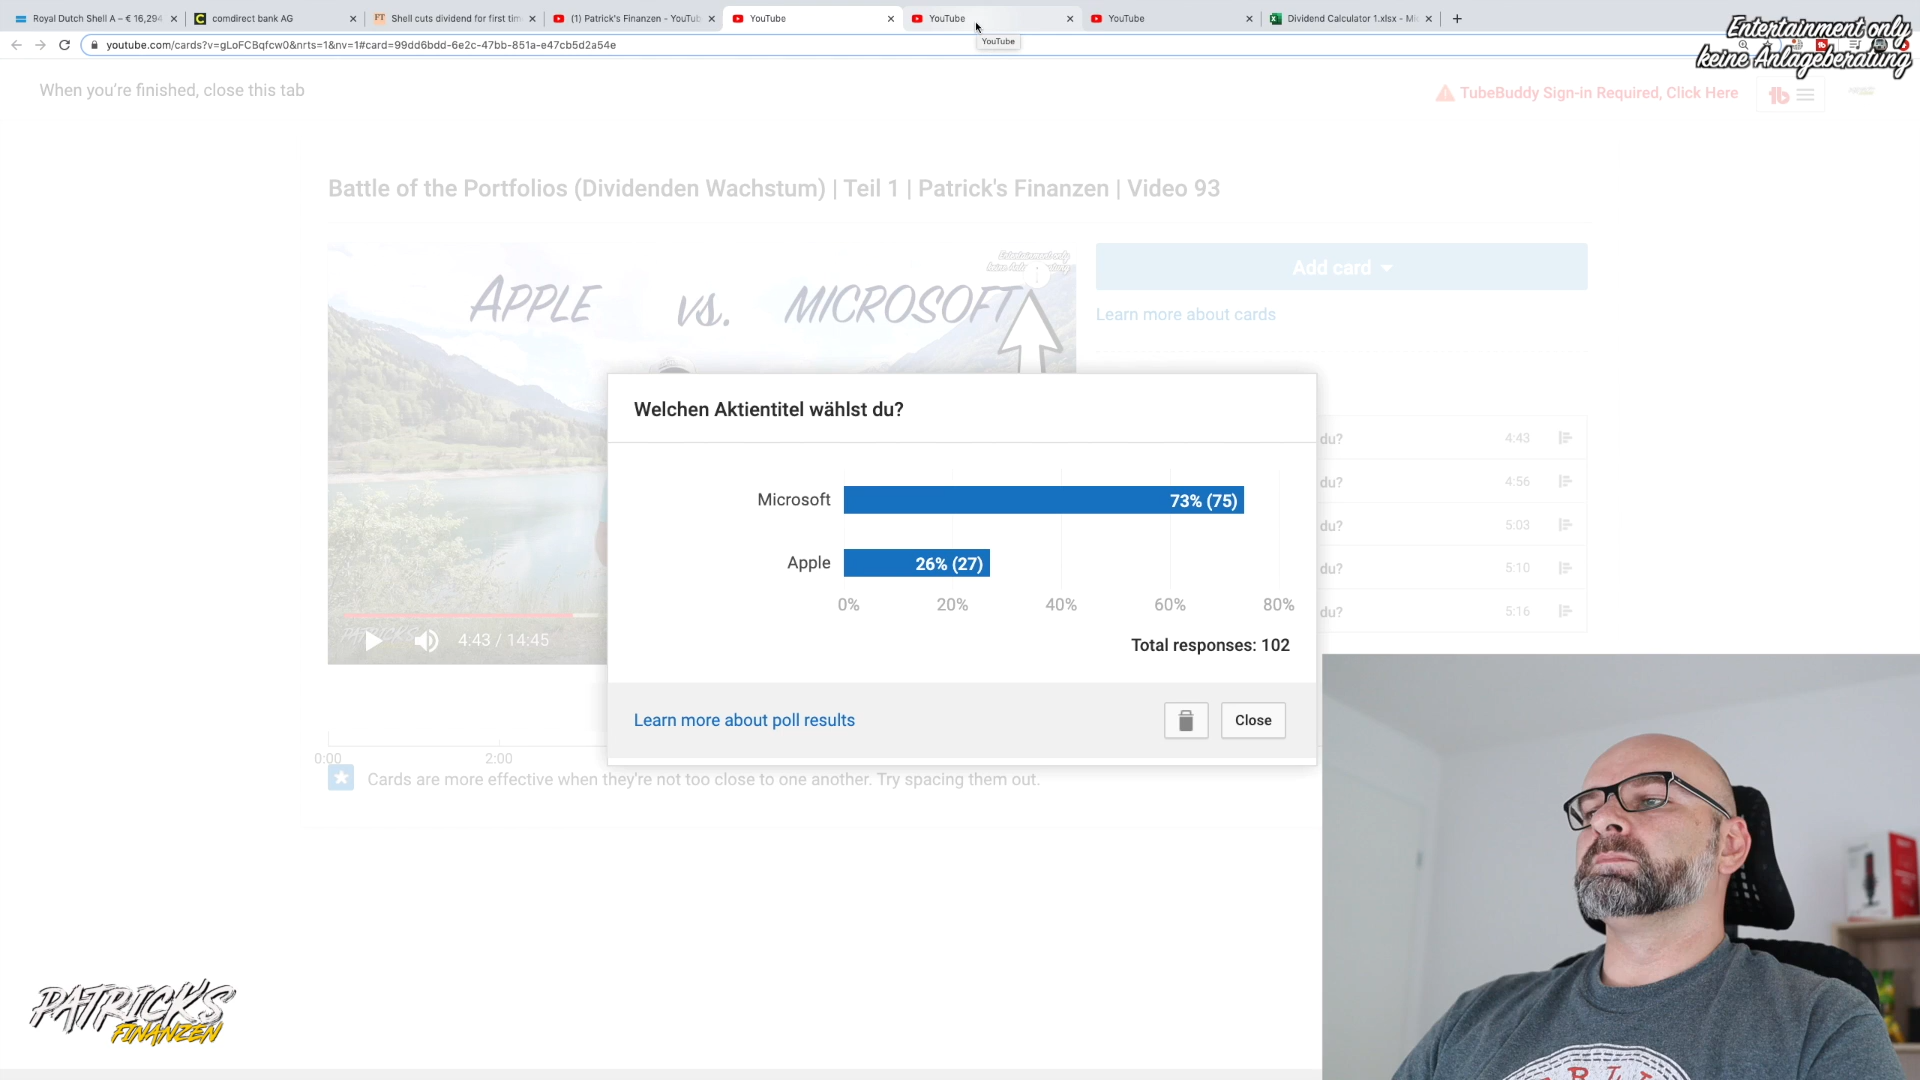 Royal Dutch Shell A – € 16,294
comdirect bank AG
FT Shell cuts dividend for first tim
(1) Patrick's Finanzen - YouTub
YouTube
YouTube
YouTube
Dividend Calculator 1.xlsx - Mi
youtube.com/cards?v=gLoFCBqfcw0&nrts=1&nv=1#card=99dd6bdd-6e2c-47bb-851a-e47cb5d2a54e
YouTube
Entertainment only
keine Anlageberatung
When you're finished, close this tab
TubeBuddy Sign-in Required, Click Here
Battle of the Portfolios (Dividenden Wachstum) | Teil 1 | Patrick's Finanzen | Video 93
Entertainment only
APPLE vs. MICROSOFT
Add card
Learn more about cards
Welchen Aktientitel wählst du?
du? 4:43
du? 4:56
du? 5:03
du? 5:10
du? 5:16
Microsoft 73% (75)
Apple 26% (27)
0% 20% 40% 60% 80%
Total responses: 102
PATRICKS
4:43 / 14:45
Learn more about poll results
Close
0:00 2:00
Cards are more effective when they're not too close to one another. Try spacing them out.
PATRICKS
FINANZEN